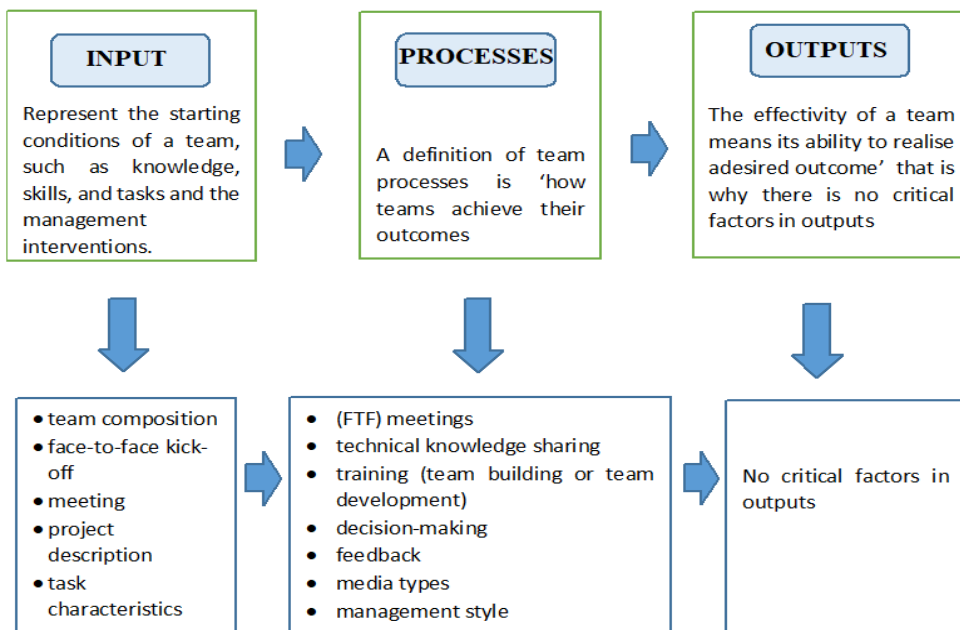 INPUT
Represent the starting
conditions of a team,
such as knowledge,
skills, and tasks and the
management
interventions.
PROCESSES
A definition of team
processes is ‘how
teams achieve their
outcomes
OUTPUTS
The effectivity of a team
means its ability to realise
adesired outcome’ that is
why there is no critical
factors in outputs
• team composition
• face-to-face kick-
off
• meeting
• project
description
• task
characteristics
• (FTF) meetings
• technical knowledge sharing
• training (team building or team
development)
• decision-making
• feedback
• media types
• management style
No critical factors in
outputs